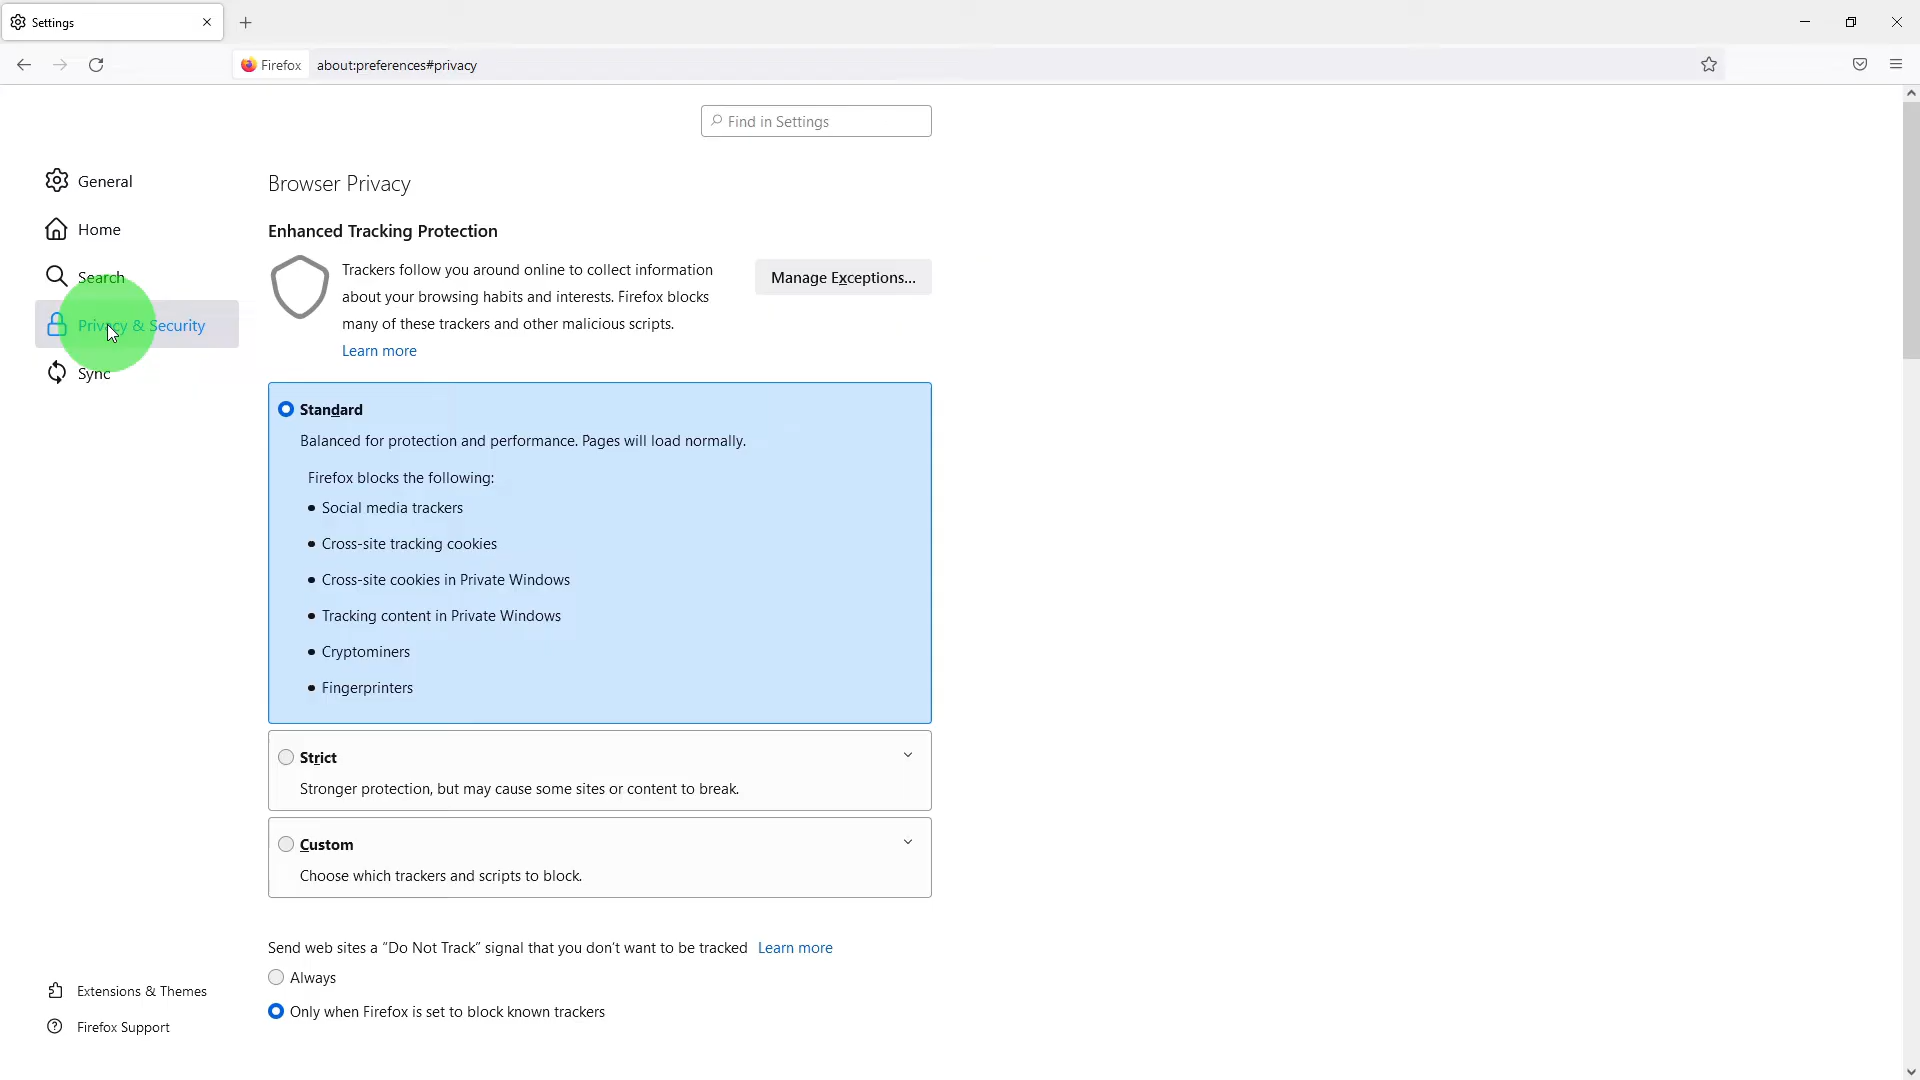 Settings
Firefox
about:preferences#privacy
Find in Settings
General
Home
Search
Privacy & Security
Sync
Browser Privacy
Enhanced Tracking Protection
Trackers follow you around online to collect information
about your browsing habits and interests. Firefox blocks
many of these trackers and other malicious scripts.
Learn more
Manage Exceptions...
Standard
Balanced for protection and performance. Pages will load normally.
Firefox blocks the following:
Social media trackers
Cross-site tracking cookies
Cross-site cookies in Private Windows
Tracking content in Private Windows
Cryptominers
Fingerprinters
Strict
Stronger protection, but may cause some sites or content to break.
Custom
Choose which trackers and scripts to block.
Send web sites a “Do Not Track” signal that you don’t want to be tracked Learn more
Always
Only when Firefox is set to block known trackers
Extensions & Themes
Firefox Support